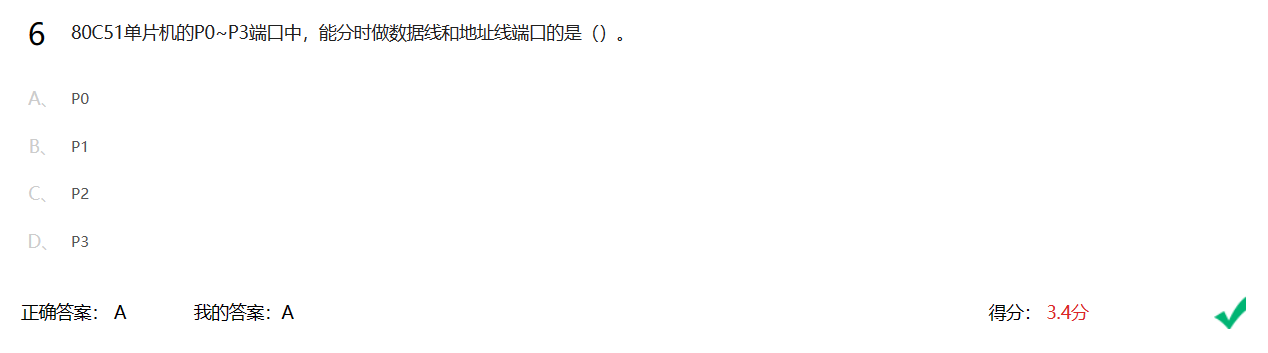 6 80C51单片机的P0~P3端口中，能分时做数据线和地址线端口的是（）。
A、 P0
B、 P1
C、 P2
D、 P3
正确答案： A 我的答案：A 得分： 3.4分